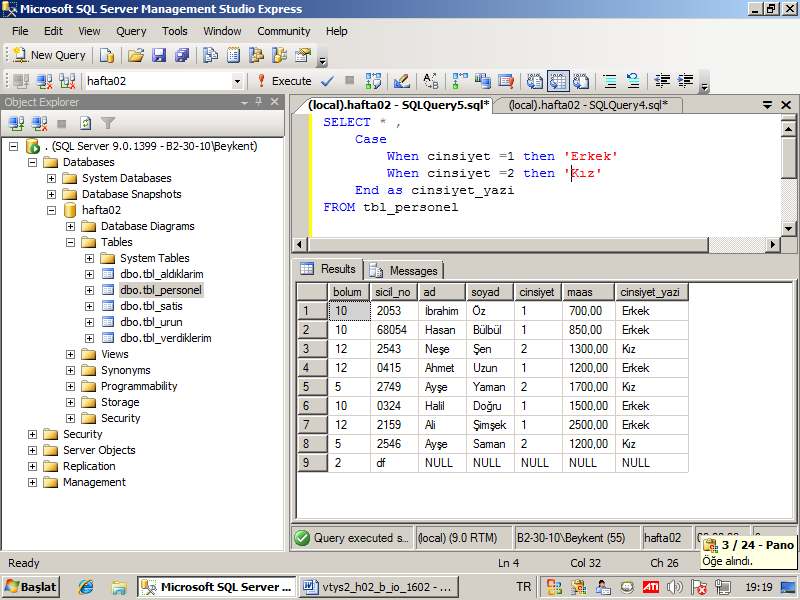 Microsoft SQL Server Management Studio Express
File Edit View Query Tools Window Community Help
New Query
hafta02 Execute
Object Explorer
. (SQL Server 9.0.1399 - B2-30-10\Beykent)
Databases
System Databases
Database Snapshots
hafta02
Database Diagrams
Tables
System Tables
dbo.tbl_aldiklarim
dbo.tbl_personel
dbo.tbl_satis
dbo.tbl_urun
dbo.tbl_verdiklerim
Views
Synonyms
Programmability
Storage
Security
Security
Server Objects
Replication
Management
(local).hafta02 - SQLQuery5.sql* (local).hafta02 - SQLQuery4.sql*
SELECT * ,
Case
When cinsiyet =1 then 'Erkek'
When cinsiyet =2 then 'Kız'
End as cinsiyet_yazi
FROM tbl_personel
Results Messages
bolum sicil_no ad soyad cinsiyet maas cinsiyet_yazi
1 10 2053 İbrahim Öz 1 700,00 Erkek
2 10 68054 Hasan Bülbül 1 850,00 Erkek
3 12 2543 Neşe Şen 2 1300,00 Kız
4 12 0415 Ahmet Uzun 1 1200,00 Erkek
5 5 2749 Ayşe Yaman 2 1700,00 Kız
6 10 0324 Halil Doğru 1 1500,00 Erkek
7 12 2159 Ali Şimşek 1 2500,00 Erkek
8 5 2546 Ayşe Saman 2 1200,00 Kız
9 2 df NULL NULL NULL NULL NULL
Query executed s... (local) (9.0 RTM) B2-30-10\Beykent (55) hafta02
3 / 24 - Pano
Öğe alındı.
Ready Ln 4 Col 32 Ch 26
Başlat Microsoft SQL Server ... vtys2_h02_b_io_1602 - ... TR ATI 19:19